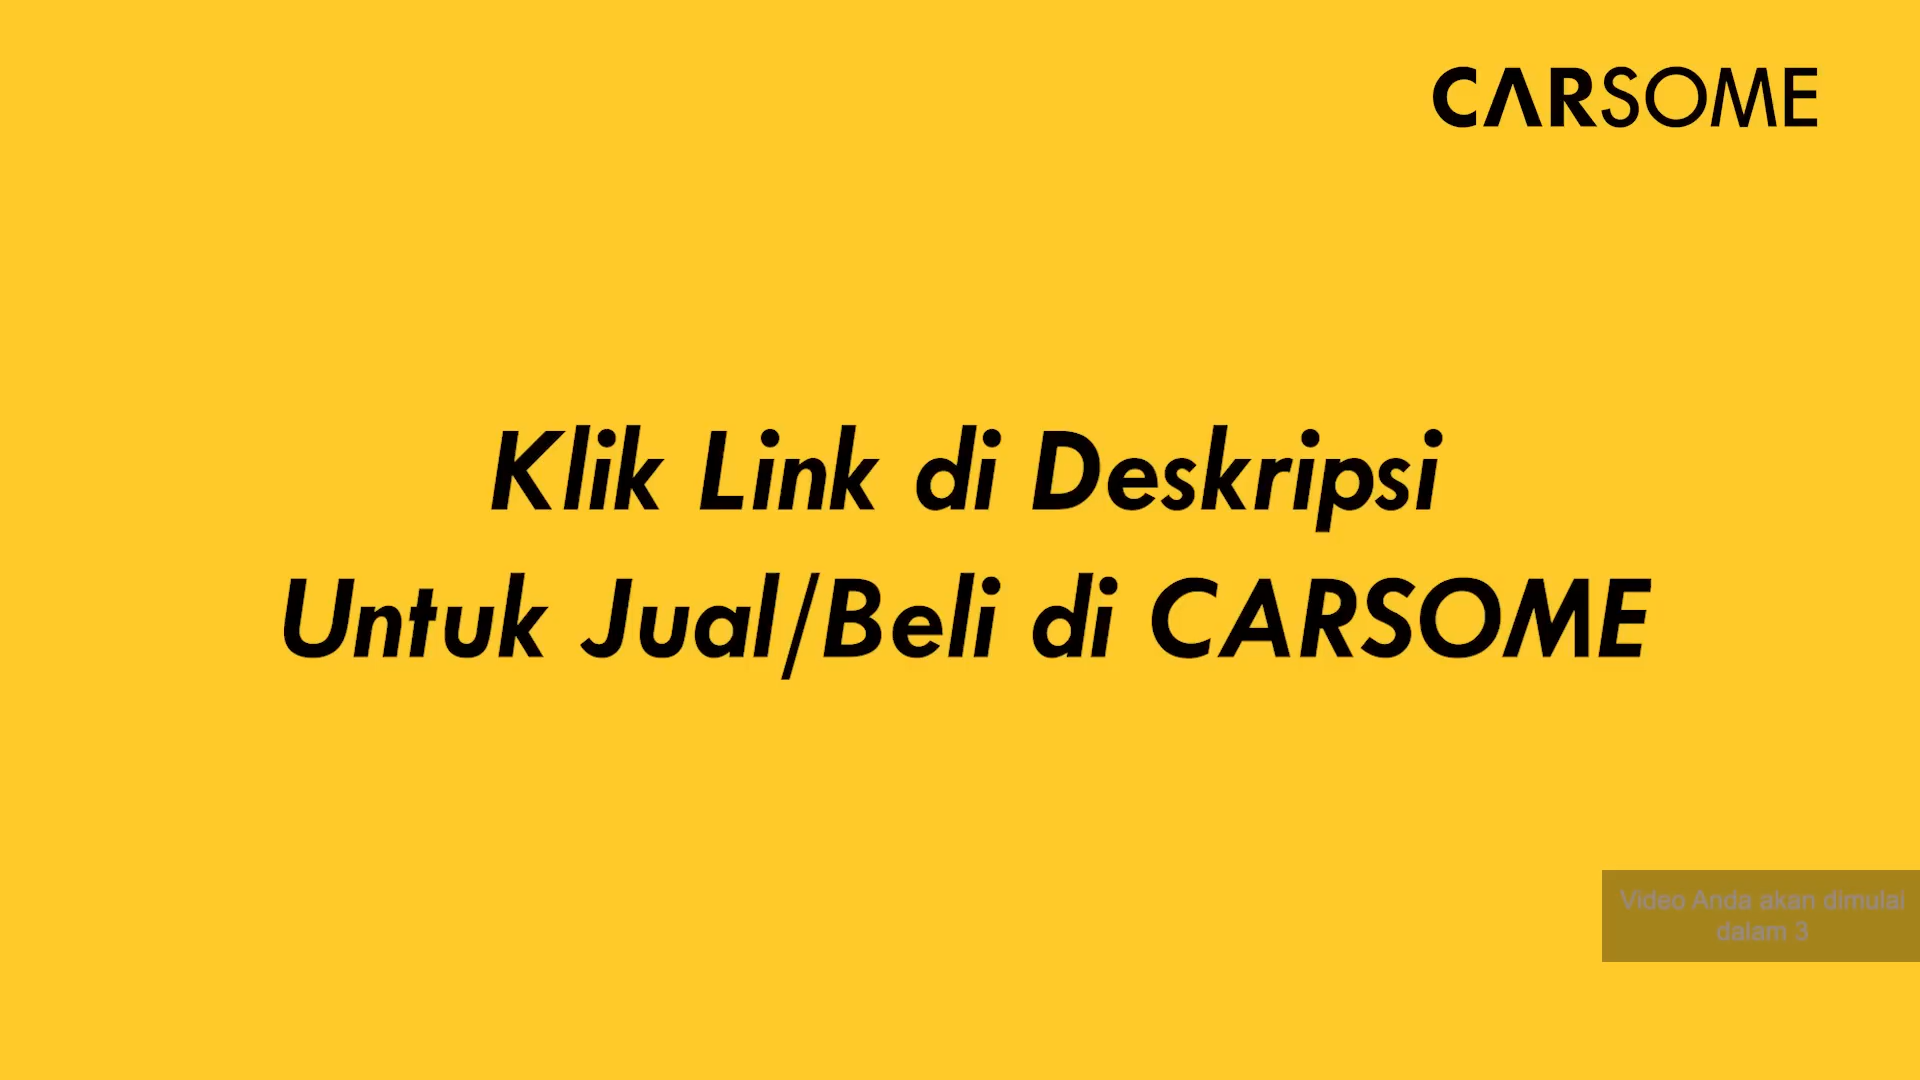 CARSOME
Klik Link di Deskripsi
Untuk Jual/Beli di CARSOME
Video Anda akan dimulai
dalam 3